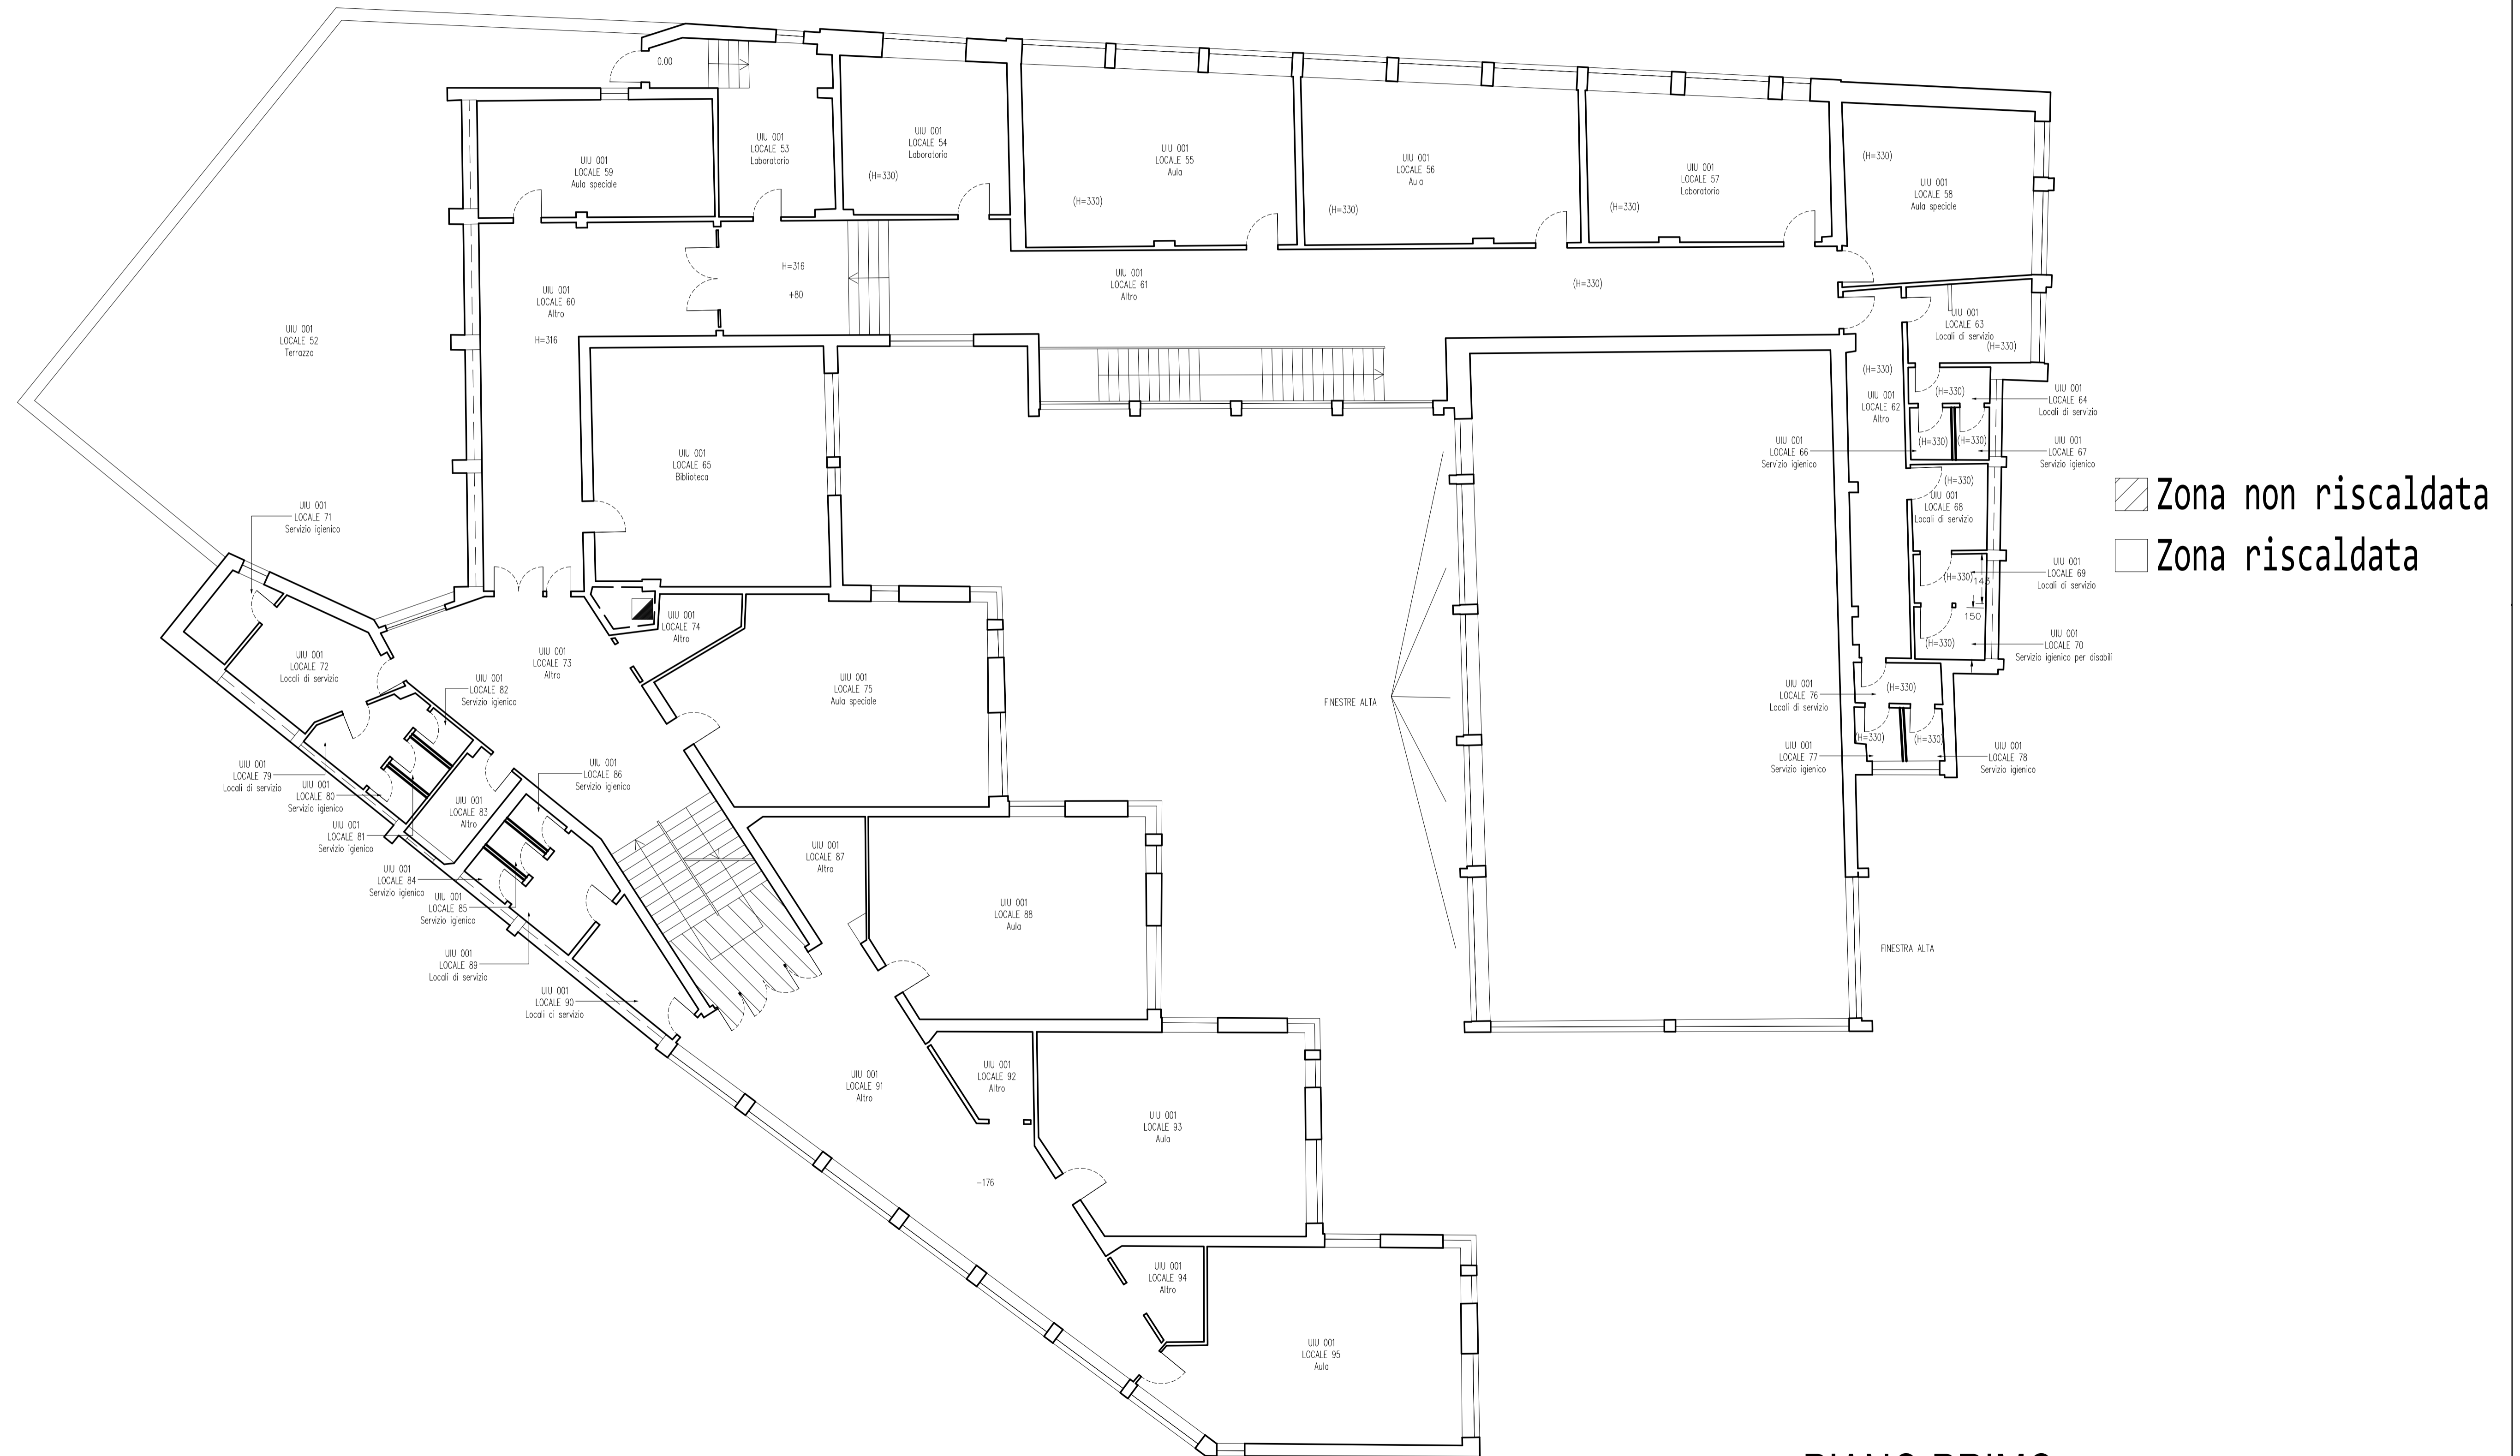 0.00
UIU 001
LOCALE 53
Laboratorio
UIU 001
LOCALE 54
Laboratorio
(H=330)
UIU 001
LOCALE 55
Aula
(H=330)
UIU 001
LOCALE 56
Aula
(H=330)
UIU 001
LOCALE 57
Laboratorio
(H=330)
(H=330)
UIU 001
LOCALE 58
Aula speciale
UIU 001
LOCALE 59
Aula speciale
UIU 001
LOCALE 60
Altro
H=316
H=316
+80
UIU 001
LOCALE 61
Altro
(H=330)
UIU 001
LOCALE 52
Terrazzo
UIU 001
LOCALE 63
Locali di servizio
(H=330)
(H=330)
UIU 001
LOCALE 62
Altro
(H=330)
UIU 001
LOCALE 64
Locali di servizio
UIU 001
LOCALE 66
Servizio igienico
(H=330)
(H=330)
UIU 001
LOCALE 67
Servizio igienico
UIU 001
LOCALE 65
Biblioteca
(H=330)
UIU 001
LOCALE 68
Locali di servizio
Zona non riscaldata
Zona riscaldata
UIU 001
LOCALE 71
Servizio igienico
(H=330)
143
UIU 001
LOCALE 69
Locali di servizio
150
(H=330)
UIU 001
LOCALE 70
Servizio igienico per disabili
UIU 001
LOCALE 72
Locali di servizio
UIU 001
LOCALE 73
Altro
UIU 001
LOCALE 74
Altro
UIU 001
LOCALE 75
Aula speciale
FINESTRE ALTA
UIU 001
LOCALE 76
Locali di servizio
(H=330)
UIU 001
LOCALE 77
Servizio igienico
(H=330)
(H=330)
UIU 001
LOCALE 78
Servizio igienico
UIU 001
LOCALE 82
Servizio igienico
UIU 001
LOCALE 79
Locali di servizio
UIU 001
LOCALE 80
Servizio igienico
UIU 001
LOCALE 81
Servizio igienico
UIU 001
LOCALE 83
Altro
UIU 001
LOCALE 86
Servizio igienico
UIU 001
LOCALE 84
Servizio igienico
UIU 001
LOCALE 85
Servizio igienico
UIU 001
LOCALE 87
Altro
UIU 001
LOCALE 88
Aula
FINESTRA ALTA
UIU 001
LOCALE 89
Locali di servizio
UIU 001
LOCALE 90
Locali di servizio
UIU 001
LOCALE 91
Altro
UIU 001
LOCALE 92
Altro
UIU 001
LOCALE 93
Aula
-176
UIU 001
LOCALE 94
Altro
UIU 001
LOCALE 95
Aula
PIANO PRIMO